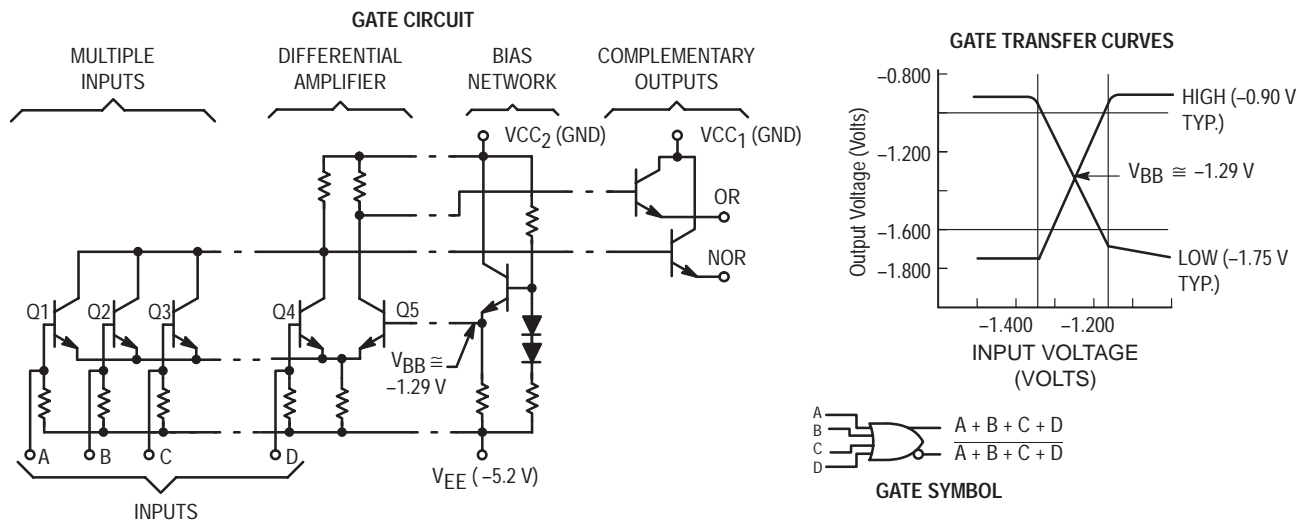 GATE CIRCUIT
MULTIPLE
INPUTS
DIFFERENTIAL
AMPLIFIER
BIAS
NETWORK
COMPLEMENTARY
OUTPUTS
VCC2 (GND)
VCC1 (GND)
OR
NOR
Q1
Q2
Q3
Q4
Q5
VBB ≅
–1.29 V
A
B
C
D
VEE ( –5.2 V)
INPUTS
GATE TRANSFER CURVES
Output Voltage (Volts)
–0.800
–1.200
–1.600
–1.800
HIGH (–0.90 V
TYP.)
VBB ≅ –1.29 V
LOW (–1.75 V
TYP.)
–1.400
–1.200
INPUT VOLTAGE
(VOLTS)
A
B
C
D
A + B + C + D
A + B + C + D
GATE SYMBOL